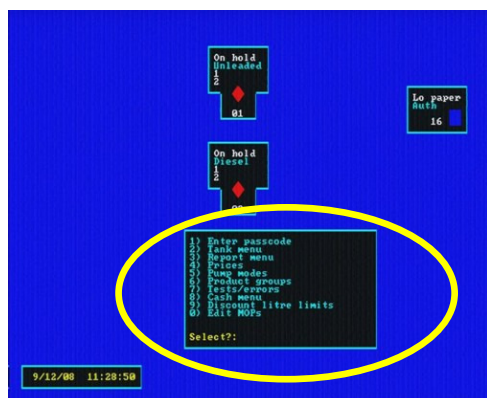 On hold
Unleaded
1
2
01
Lo paper
Auth
16
On hold
Diesel
1
2
1) Enter passcode
2) Tank menu
3) Report menu
4) Prices
5) Pump modes
6) Product groups
7) Tests/errors
8) Cash menu
9) Discount litre limits
0) Edit MOPs
Select?:
9/12/08 11:28:50